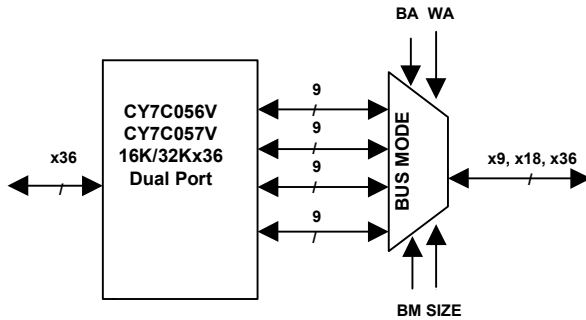 BA WA
CY7C056V
CY7C057V
16K/32Kx36
Dual Port
x36
9
9
9
9
BUS MODE
x9, x18, x36
BM SIZE